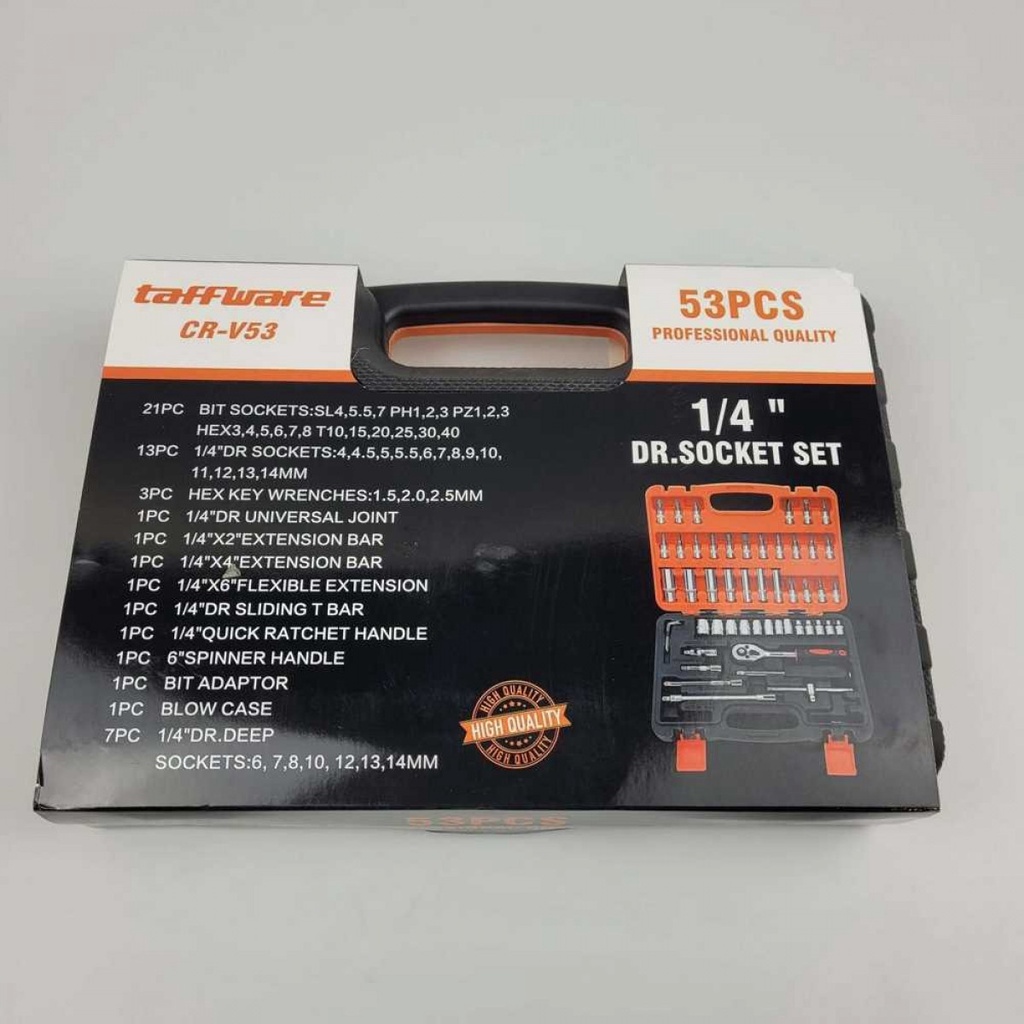 taffware
CR-V53
53PCS
PROFESSIONAL QUALITY
21PC BIT SOCKETS:SL4,5.5,7 PH1,2,3 PZ1,2,3
HEX3,4,5,6,7,8 T10,15,20,25,30,40
13PC 1/4"DR SOCKETS:4,4.5,5,5.5,6,7,8,9,10,
11,12,13,14MM
3PC HEX KEY WRENCHES:1.5,2.0,2.5MM
1PC 1/4"DR UNIVERSAL JOINT
1PC 1/4"X2"EXTENSION BAR
1PC 1/4"X4"EXTENSION BAR
1PC 1/4"X6"FLEXIBLE EXTENSION
1PC 1/4"DR SLIDING T BAR
1PC 1/4"QUICK RATCHET HANDLE
1PC 6"SPINNER HANDLE
1PC BIT ADAPTOR
1PC BLOW CASE
7PC 1/4"DR.DEEP
SOCKETS:6, 7,8,10, 12,13,14MM
1/4 "
DR.SOCKET SET
HIGH QUALITY
HIGH QUALITY
HIGH QUALITY
53PCS